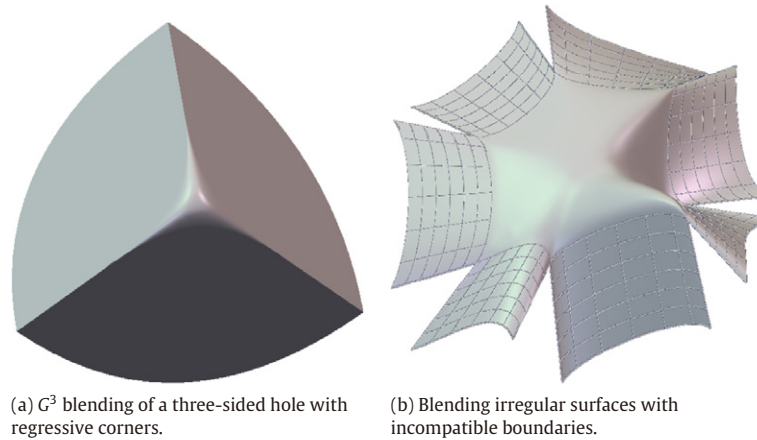 (a) G³ blending of a three-sided hole with
regressive corners.
(b) Blending irregular surfaces with
incompatible boundaries.